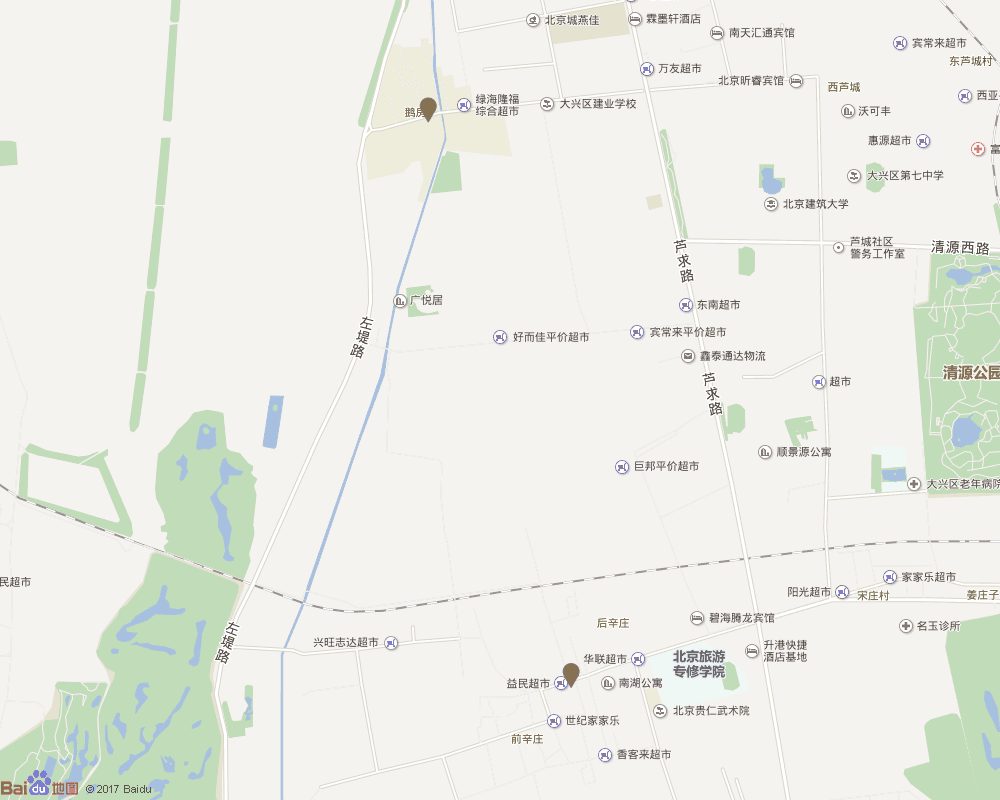 北京城燕佳
霖墨轩酒店
南天汇通宾馆
宾常来超市
东芦城村
万友超市
北京昕睿宾馆
西芦城
西亚
绿海隆福
综合超市
大兴区建业学校
沃可丰
鹅房
惠源超市
富
大兴区第七中学
北京建筑大学
芦城社区
警务工作室
清源西路
芦求路
广悦居
东南超市
左堤路
好而佳平价超市
宾常来平价超市
鑫泰通达物流
清源公园
超市
芦求路
顺景源公寓
巨邦平价超市
大兴区老年病院
民超市
家家乐超市
阳光超市
宋庄村
姜庄子
后辛庄
碧海腾龙宾馆
名玉诊所
左堤路
兴旺志达超市
升港快捷
酒店基地
华联超市
北京旅游
专修学院
益民超市
南湖公寓
北京贵仁武术院
世纪家家乐
前辛庄
香客来超市
Bai du 地图 © 2017 Baidu